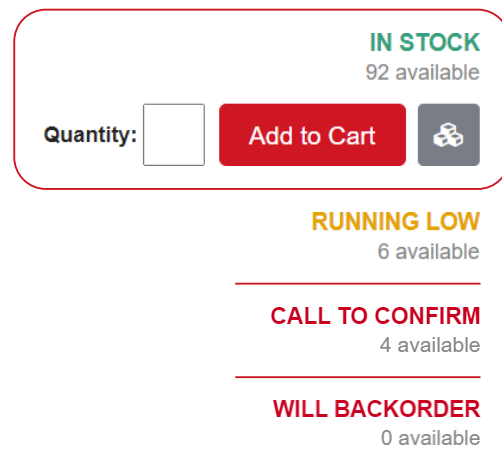 IN STOCK
92 available
Quantity: Add to Cart
RUNNING LOW
6 available
CALL TO CONFIRM
4 available
WILL BACKORDER
0 available